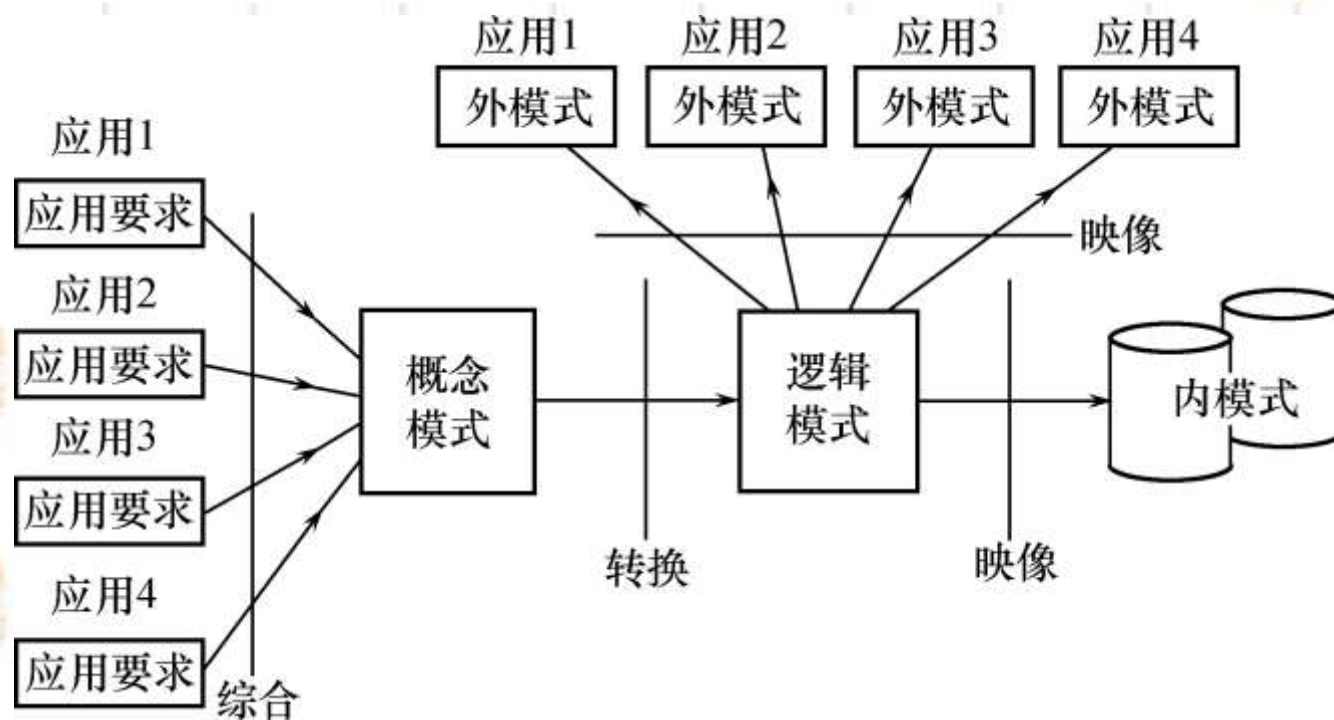 应用1
应用2
应用3
应用4
外模式
外模式
外模式
外模式
映像
应用1
应用要求
应用2
应用要求
应用3
应用要求
应用4
应用要求
综合
概念
模式
转换
逻辑
模式
映像
内模式